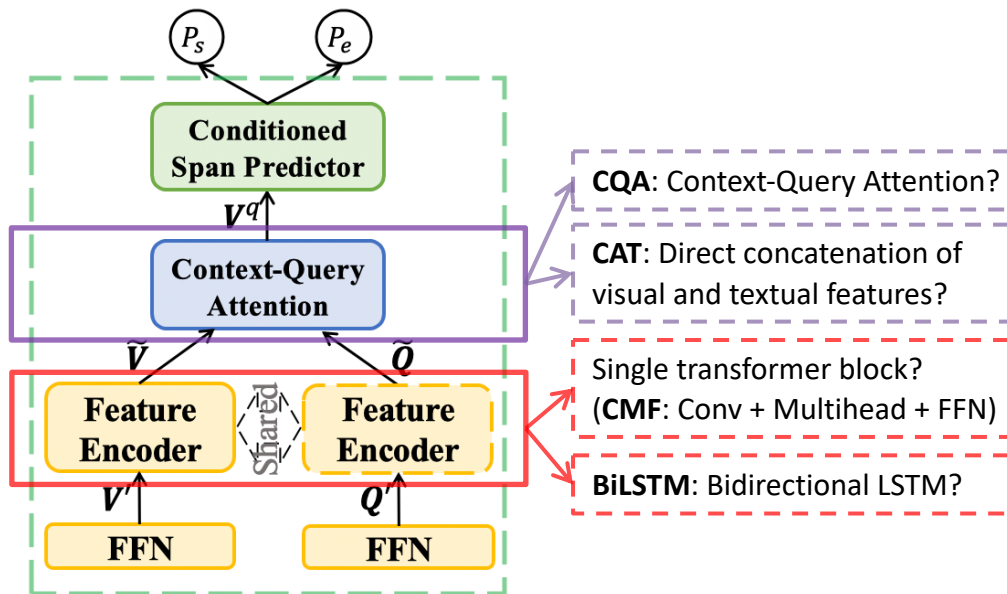 P_s
P_e
Conditioned
Span Predictor
V^q
Context-Query
Attention
Ṽ
Q̃
Feature
Encoder
Shared
Feature
Encoder
V′
Q′
FFN
FFN
CQA: Context-Query Attention?
CAT: Direct concatenation of
visual and textual features?
Single transformer block?
(CMF: Conv + Multihead + FFN)
BiLSTM: Bidirectional LSTM?